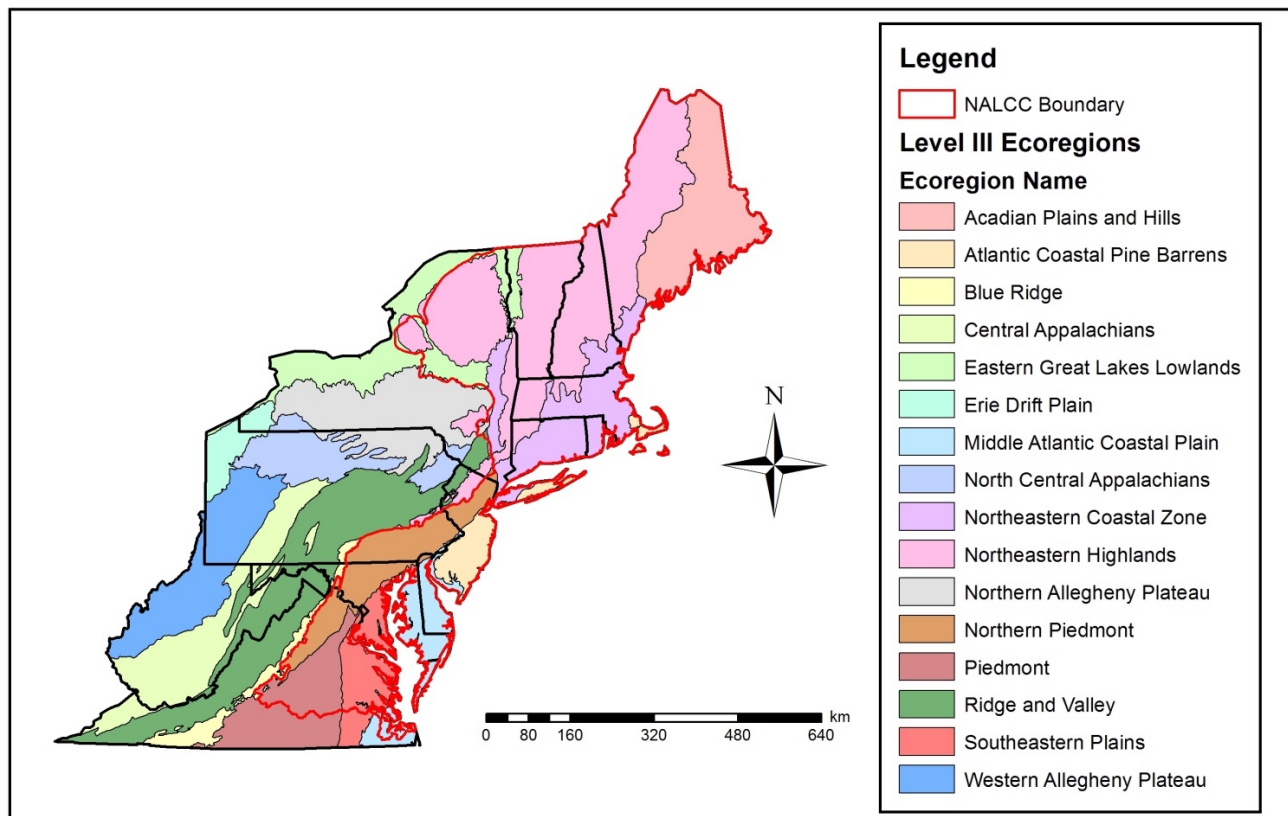 Legend
NALCC Boundary
Level III Ecoregions
Ecoregion Name
Acadian Plains and Hills
Atlantic Coastal Pine Barrens
Blue Ridge
Central Appalachians
Eastern Great Lakes Lowlands
Erie Drift Plain
Middle Atlantic Coastal Plain
North Central Appalachians
Northeastern Coastal Zone
Northeastern Highlands
Northern Allegheny Plateau
Northern Piedmont
Piedmont
Ridge and Valley
Southeastern Plains
Western Allegheny Plateau
N
km
0 80 160 320 480 640